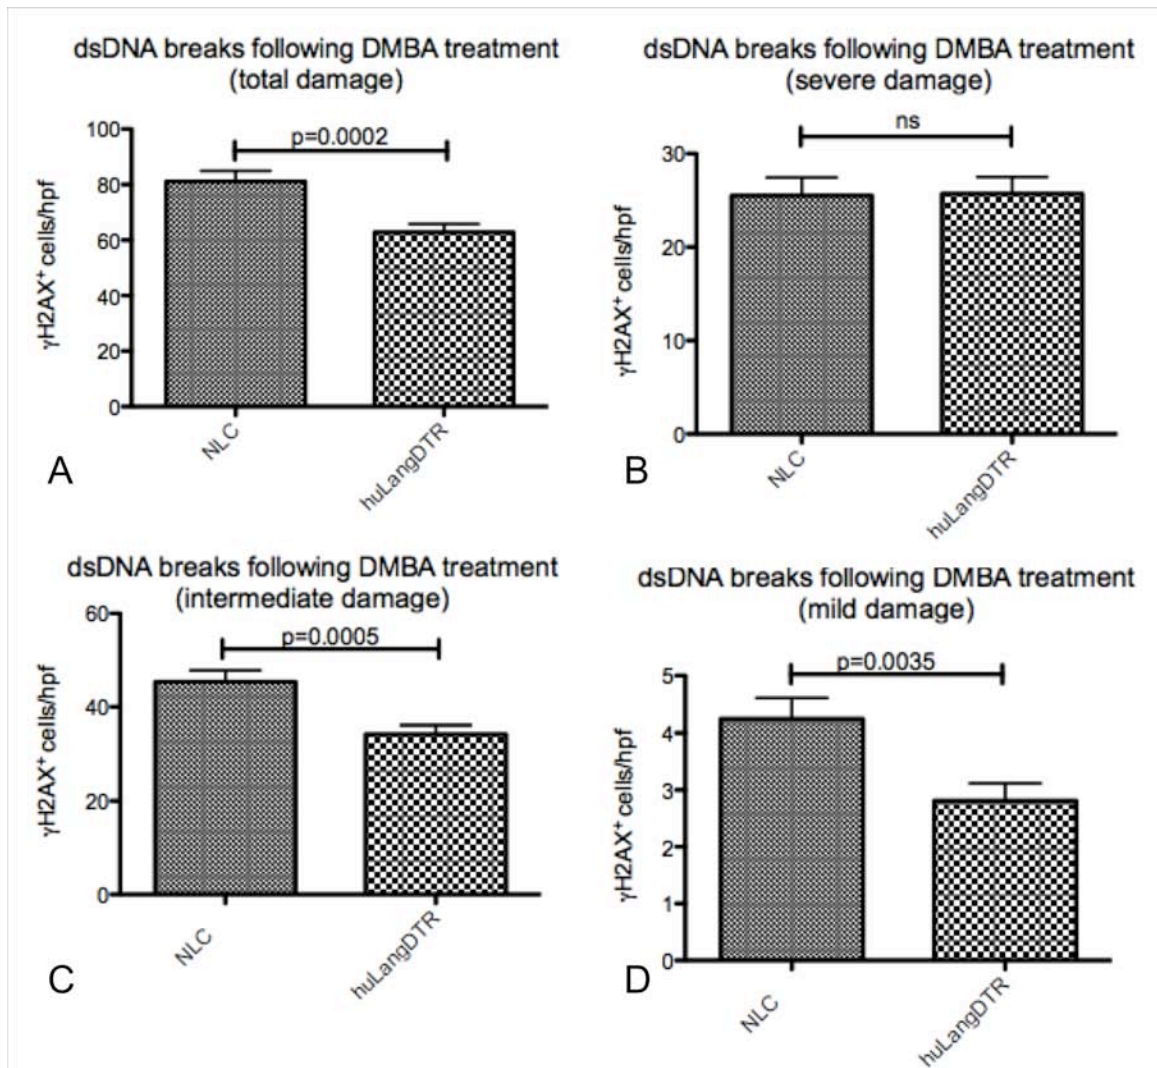 dsDNA breaks following DMBA treatment
(total damage)
p=0.0002
100
80
60
40
20
0
γH2AX⁺ cells/hpf
NLC
huLangDTR
A
dsDNA breaks following DMBA treatment
(severe damage)
ns
30
20
10
0
γH2AX⁺ cells/hpf
NLC
huLangDTR
B
dsDNA breaks following DMBA treatment
(intermediate damage)
p=0.0005
60
40
20
0
γH2AX⁺ cells/hpf
NLC
huLangDTR
C
dsDNA breaks following DMBA treatment
(mild damage)
p=0.0035
5
4
3
2
1
0
γH2AX⁺ cells/hpf
NLC
huLangDTR
D